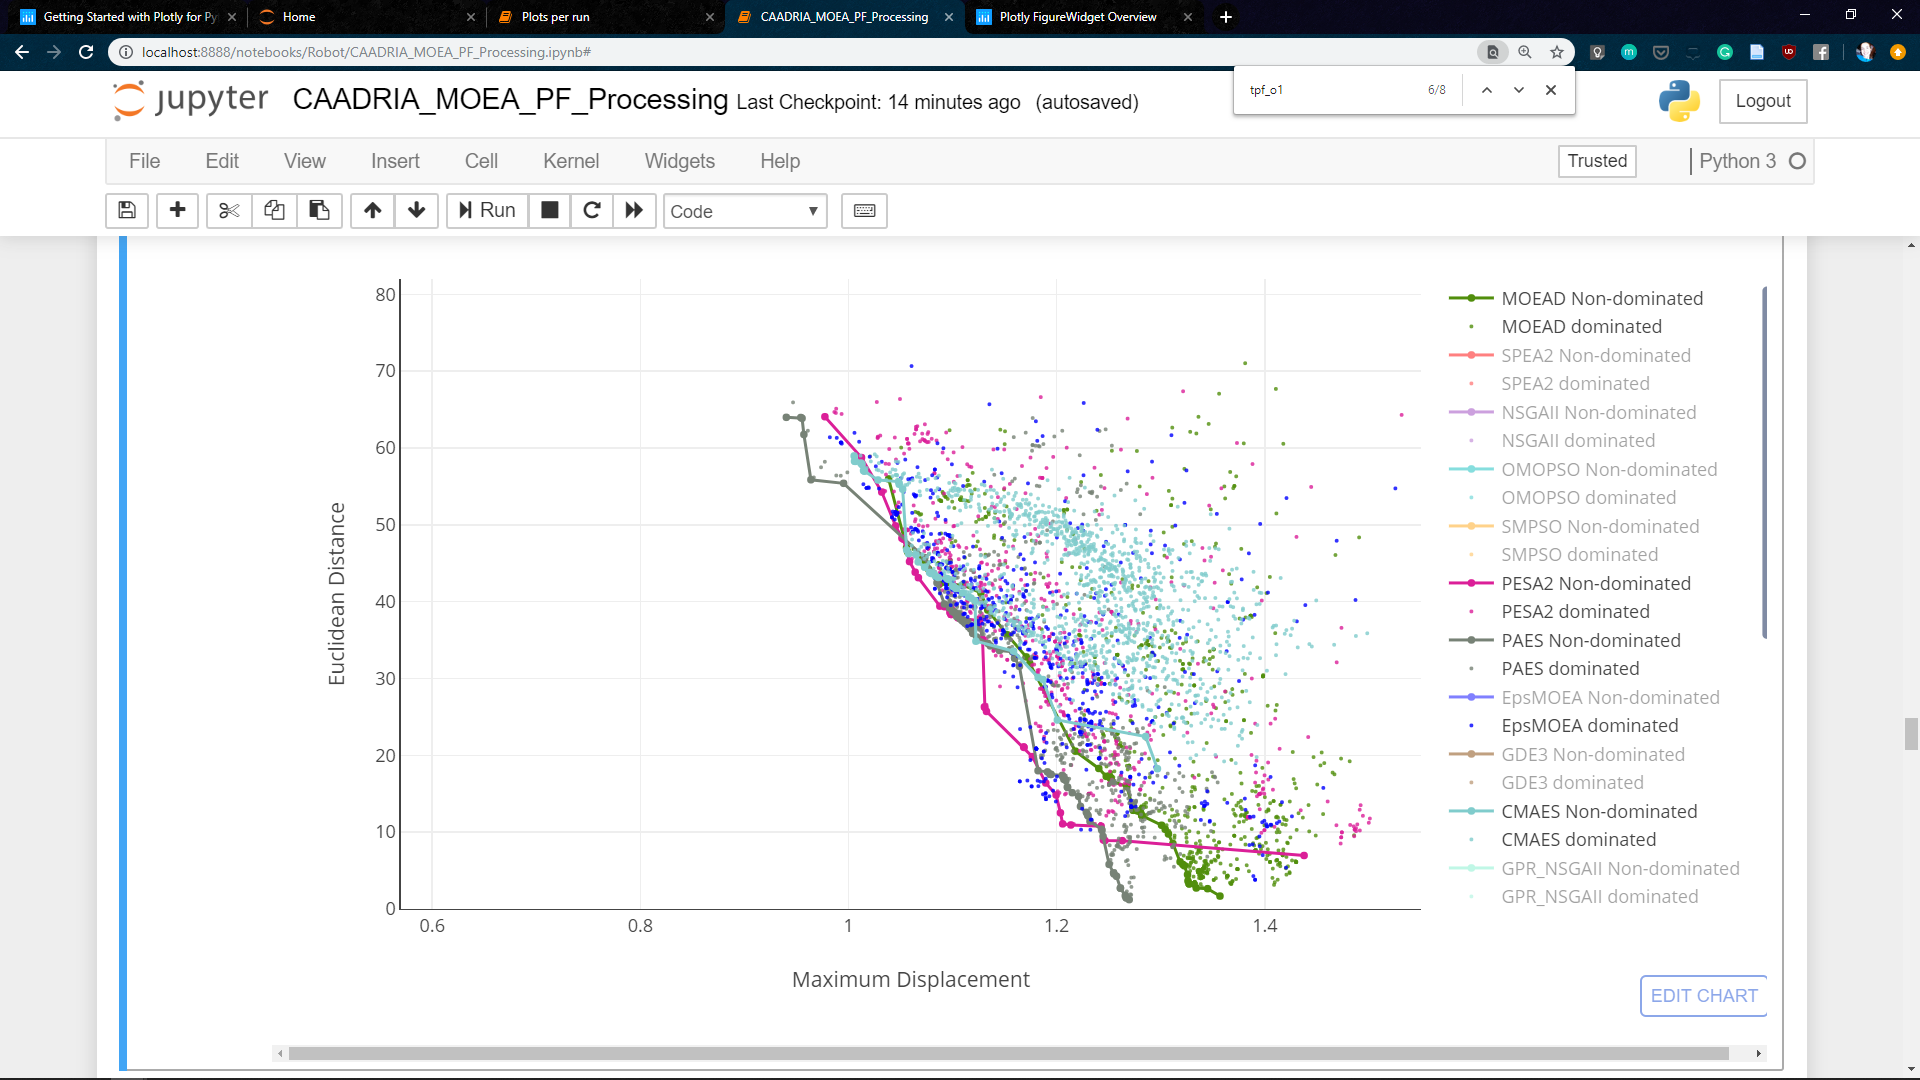 Getting Started with Plotly for Py
Home
Plots per run
CAADRIA_MOEA_PF_Processing
Plotly FigureWidget Overview
localhost:8888/notebooks/Robot/CAADRIA_MOEA_PF_Processing.ipynb#
tpf_o1 6/8
jupyter CAADRIA_MOEA_PF_Processing Last Checkpoint: 14 minutes ago (autosaved)
Logout
File Edit View Insert Cell Kernel Widgets Help
Trusted
Python 3
Run
Code
80
70
60
50
40
30
20
10
0
Euclidean Distance
0.6 0.8 1 1.2 1.4
Maximum Displacement
MOEAD Non-dominated
MOEAD dominated
SPEA2 Non-dominated
SPEA2 dominated
NSGAII Non-dominated
NSGAII dominated
OMOPSO Non-dominated
OMOPSO dominated
SMPSO Non-dominated
SMPSO dominated
PESA2 Non-dominated
PESA2 dominated
PAES Non-dominated
PAES dominated
EpsMOEA Non-dominated
EpsMOEA dominated
GDE3 Non-dominated
GDE3 dominated
CMAES Non-dominated
CMAES dominated
GPR_NSGAII Non-dominated
GPR_NSGAII dominated
EDIT CHART